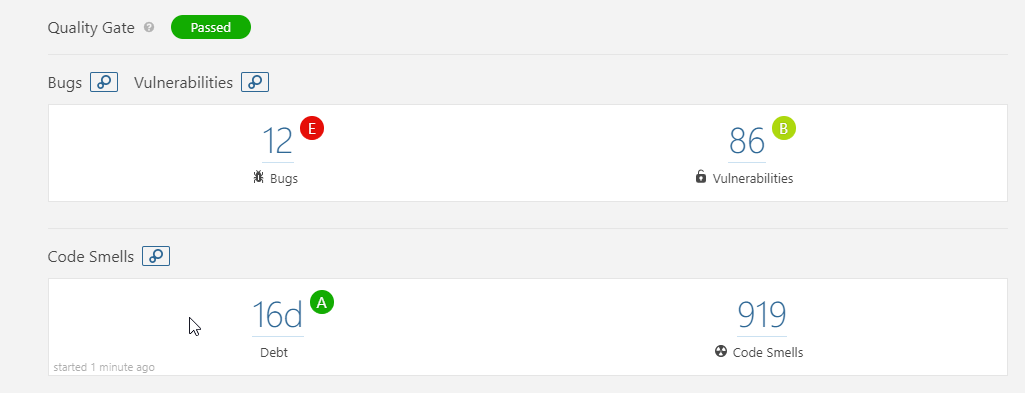 Quality Gate ? Passed
Bugs Vulnerabilities
12 E 86 B
Bugs Vulnerabilities
Code Smells
16d A 919
Debt Code Smells
started 1 minute ago